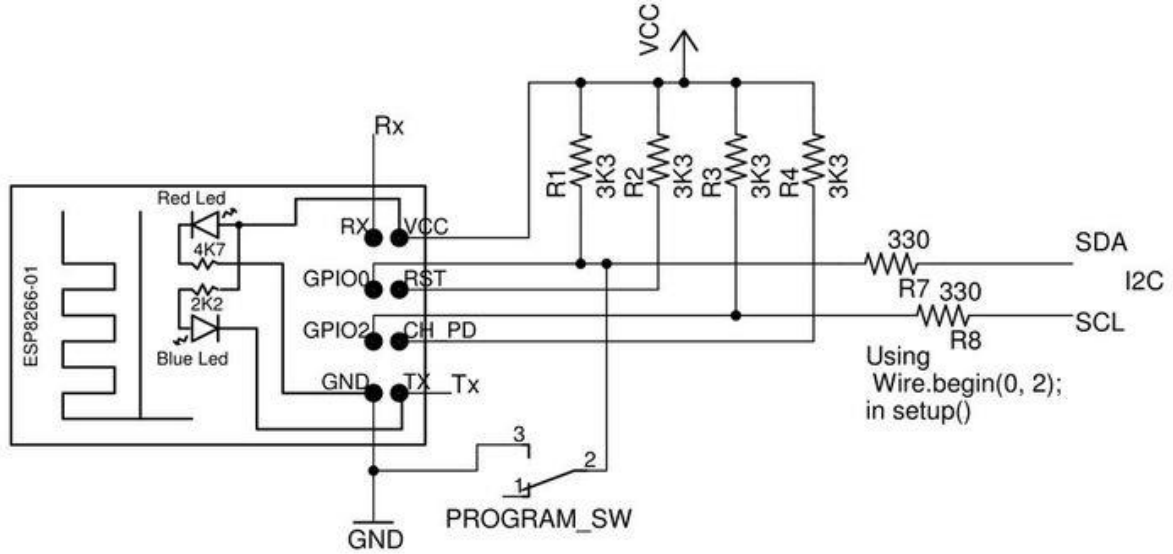 VCC
Rx
R1
3K3
R2
3K3
R3
3K3
R4
3K3
ESP8266-01
Red Led
4K7
2K2
Blue Led
RX
VCC
GPIO0
RST
GPIO2
CH_PD
GND
TX
Tx
330
R7
SDA
I2C
330
R8
SCL
Using
Wire.begin(0, 2);
in setup()
3
2
1
PROGRAM_SW
GND